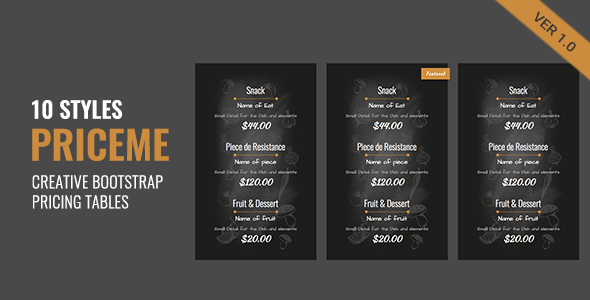 VER 1.0
10 STYLES
PRICEME
CREATIVE BOOTSTRAP
PRICING TABLES
Snack
Name of Eat
Small Detail for the Dish and elements
$44.00
Piece de Resistance
Name of piece
Small Detail for the Dish and elements
$120.00
Fruit & Dessert
Name of fruit
Small Detail for the Dish and elements
$20.00
Featured
Snack
Name of Eat
Small Detail for the Dish and elements
$44.00
Piece de Resistance
Name of piece
Small Detail for the Dish and elements
$120.00
Fruit & Dessert
Name of fruit
Small Detail for the Dish and elements
$20.00
Snack
Name of Eat
Small Detail for the Dish and elements
$44.00
Piece de Resistance
Name of piece
Small Detail for the Dish and elements
$120.00
Fruit & Dessert
Name of fruit
Small Detail for the Dish and elements
$20.00